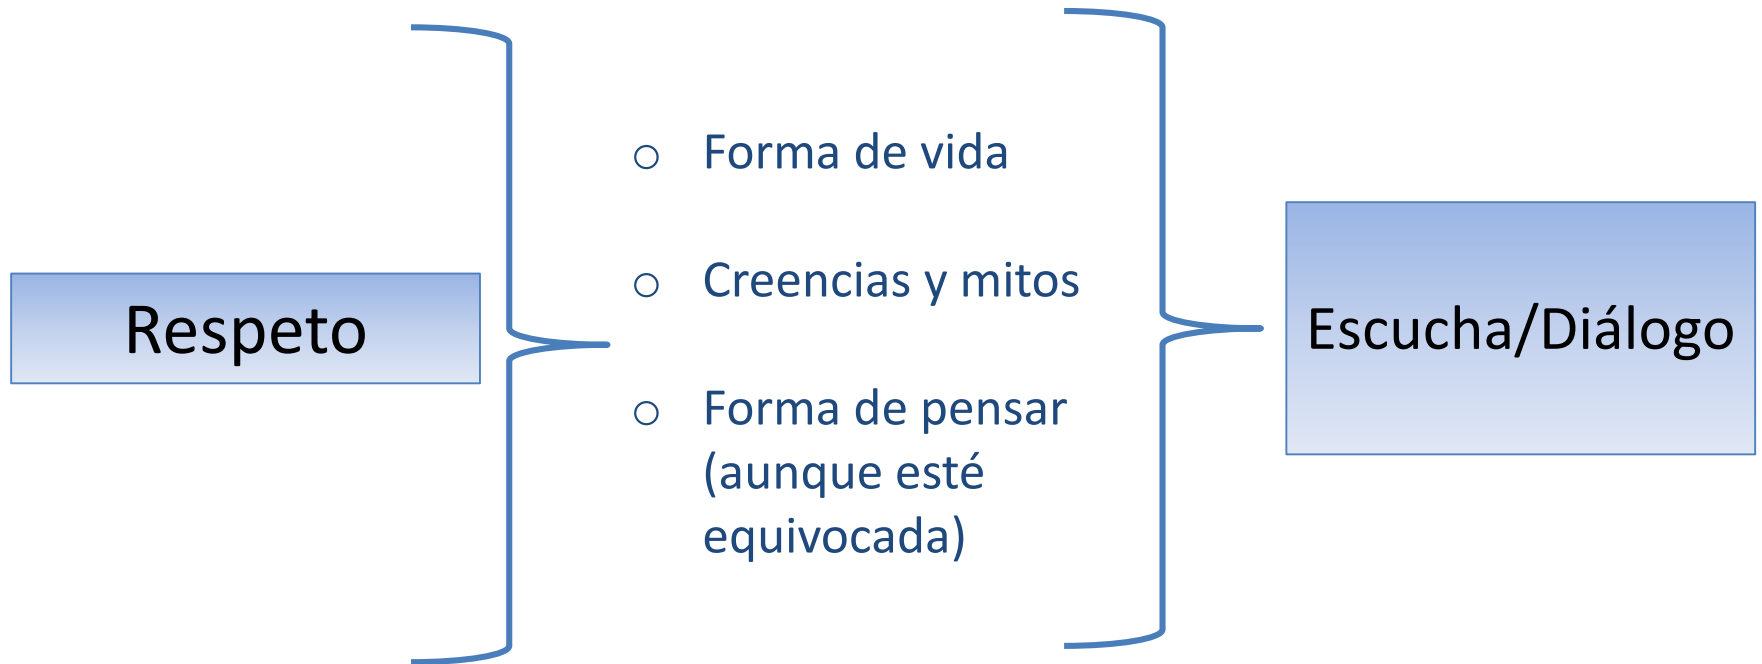 Respeto
o Forma de vida
o Creencias y mitos
o Forma de pensar
(aunque esté
equivocada)
Escucha/Diálogo